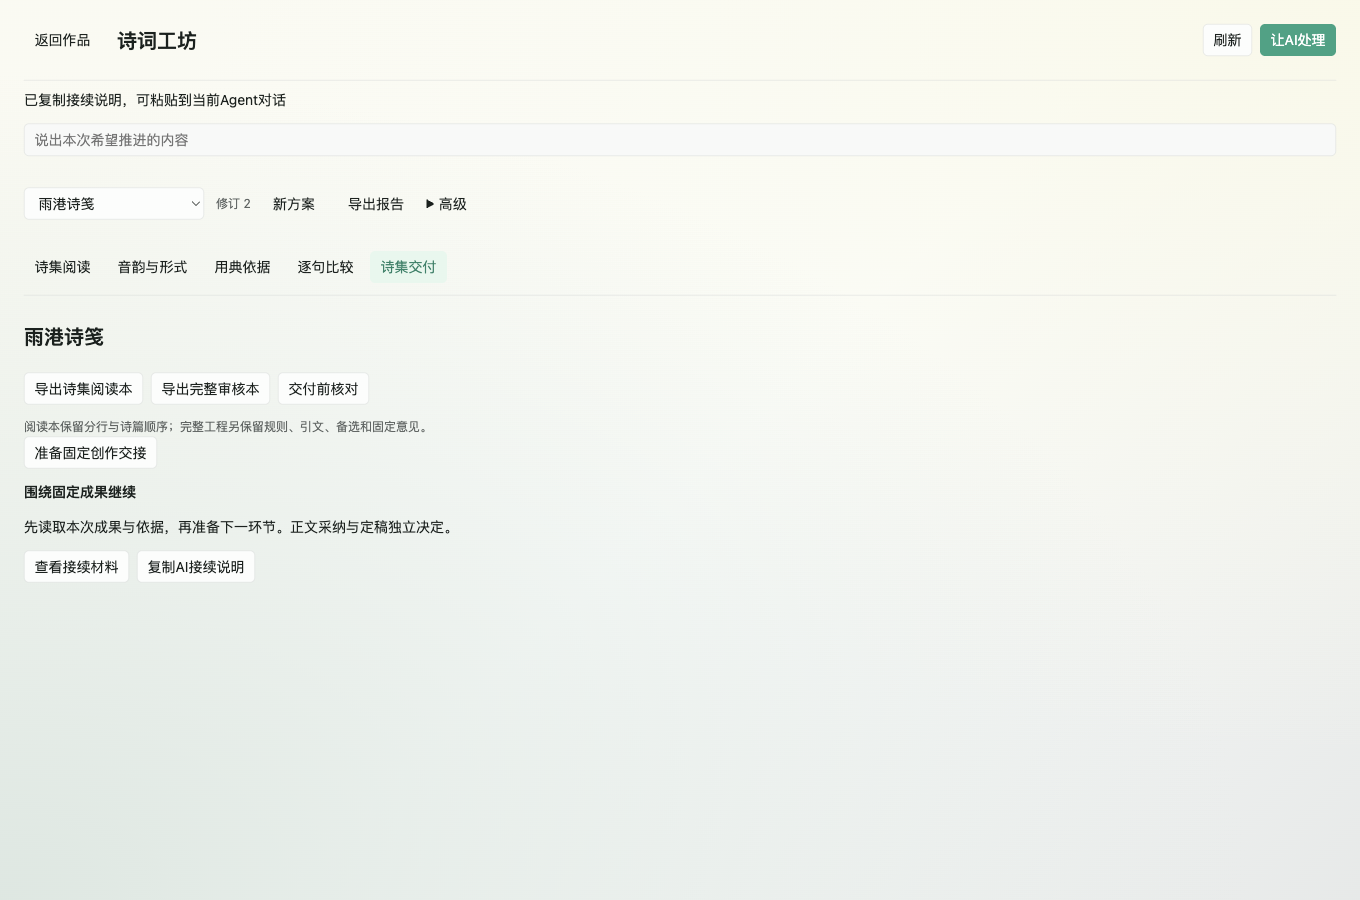 返回作品 诗词工坊 刷新 让AI处理
已复制接续说明，可粘贴到当前Agent对话
说出本次希望推进的内容
雨港诗笺 修订 2 新方案 导出报告 ▶ 高级
诗集阅读 音韵与形式 用典依据 逐句比较 诗集交付
雨港诗笺
导出诗集阅读本 导出完整审核本 交付前核对
阅读本保留分行与诗篇顺序；完整工程另保留规则、引文、备选和固定意见。
准备固定创作交接
围绕固定成果继续
先读取本次成果与依据，再准备下一环节。正文采纳与定稿独立决定。
查看接续材料 复制AI接续说明